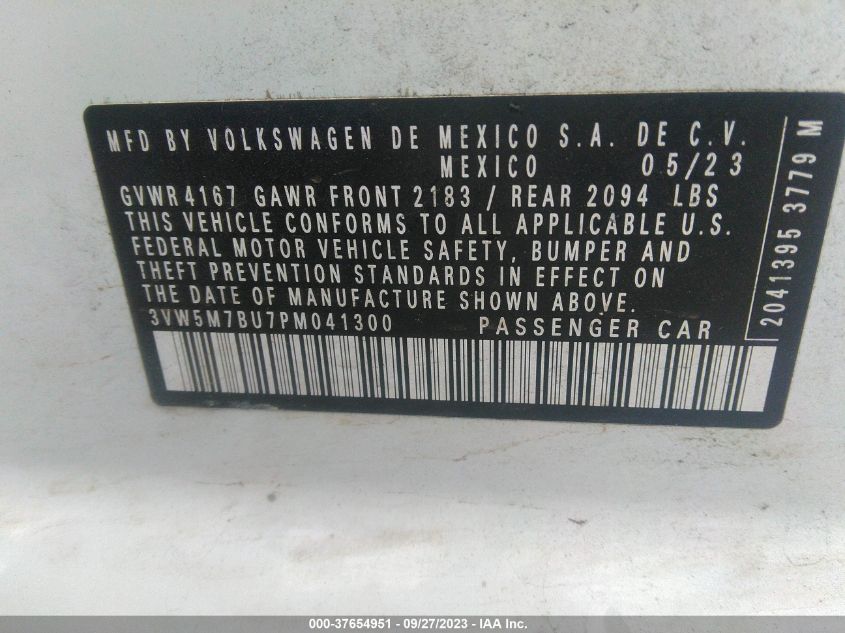 MFD BY VOLKSWAGEN DE MEXICO S.A. DE C.V.
MEXICO 05/23
GVWR 4167 GAWR FRONT 2183 / REAR 2094 LBS
THIS VEHICLE CONFORMS TO ALL APPLICABLE U.S.
FEDERAL MOTOR VEHICLE SAFETY, BUMPER AND
THEFT PREVENTION STANDARDS IN EFFECT ON
THE DATE OF MANUFACTURE SHOWN ABOVE.
3VW5M7BU7PM041300 PASSENGER CAR
2041395 3779 M
000-37654951 - 09/27/2023 - IAA Inc.